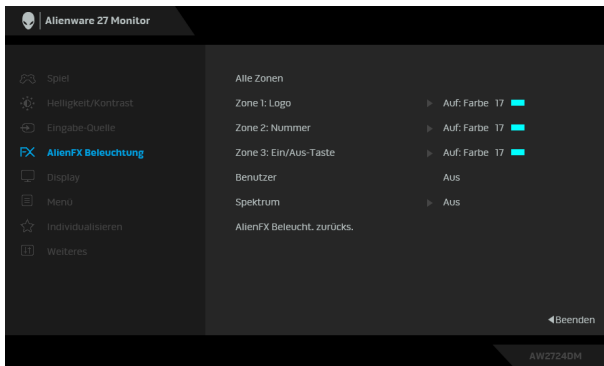 Alienware 27 Monitor
Spiel
Helligkeit/Kontrast
Eingabe-Quelle
FX AlienFX Beleuchtung
Display
Menü
Individualisieren
Weiteres
Alle Zonen
Zone 1: Logo Auf: Farbe 17
Zone 2: Nummer Auf: Farbe 17
Zone 3: Ein/Aus-Taste Auf: Farbe 17
Benutzer Aus
Spektrum Aus
AlienFX Beleucht. zurücks.
Beenden
AW2724DM